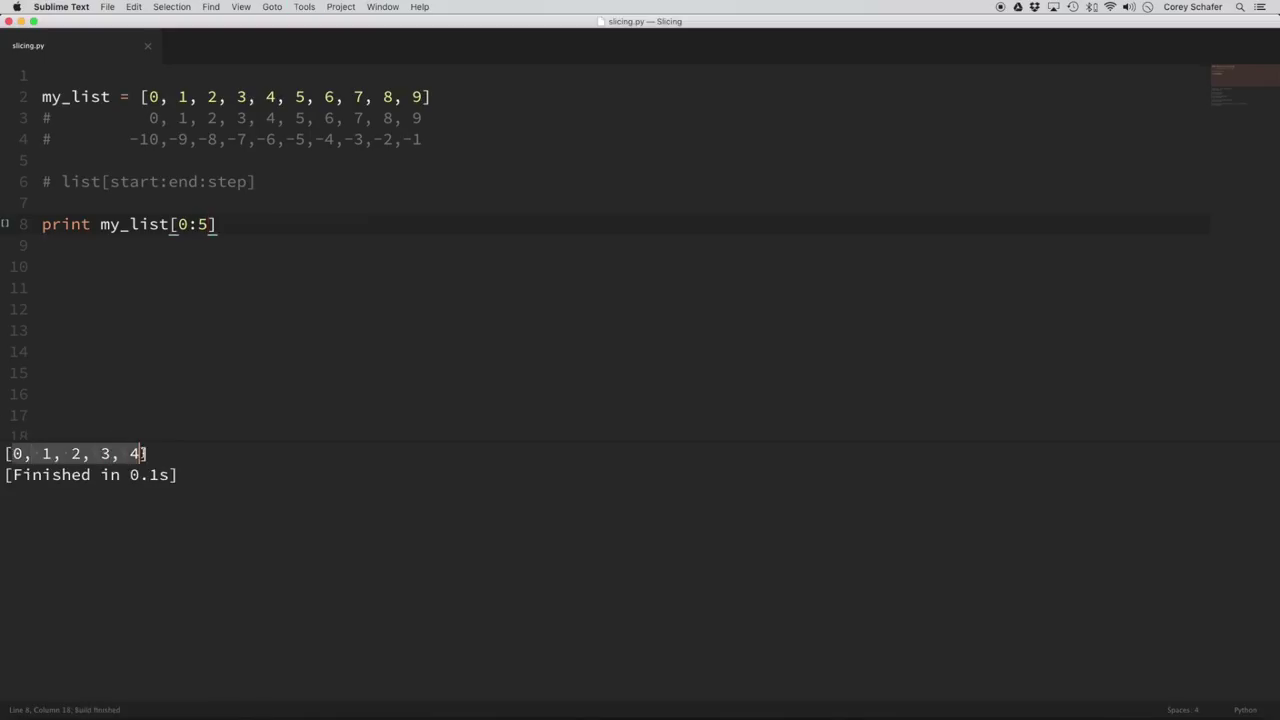 Sublime Text File Edit Selection Find View Goto Tools Project Window Help Corey Schafer
slicing.py — Slicing
slicing.py
1
2 my_list = [0, 1, 2, 3, 4, 5, 6, 7, 8, 9]
3 #          0, 1, 2, 3, 4, 5, 6, 7, 8, 9
4 #        -10,-9,-8,-7,-6,-5,-4,-3,-2,-1
5
6 # list[start:end:step]
7
8 print my_list[0:5]
9
10
11
12
13
14
15
16
17
18
[0, 1, 2, 3, 4]
[Finished in 0.1s]
Line 8, Column 18, Build finished Spaces: 4 Python